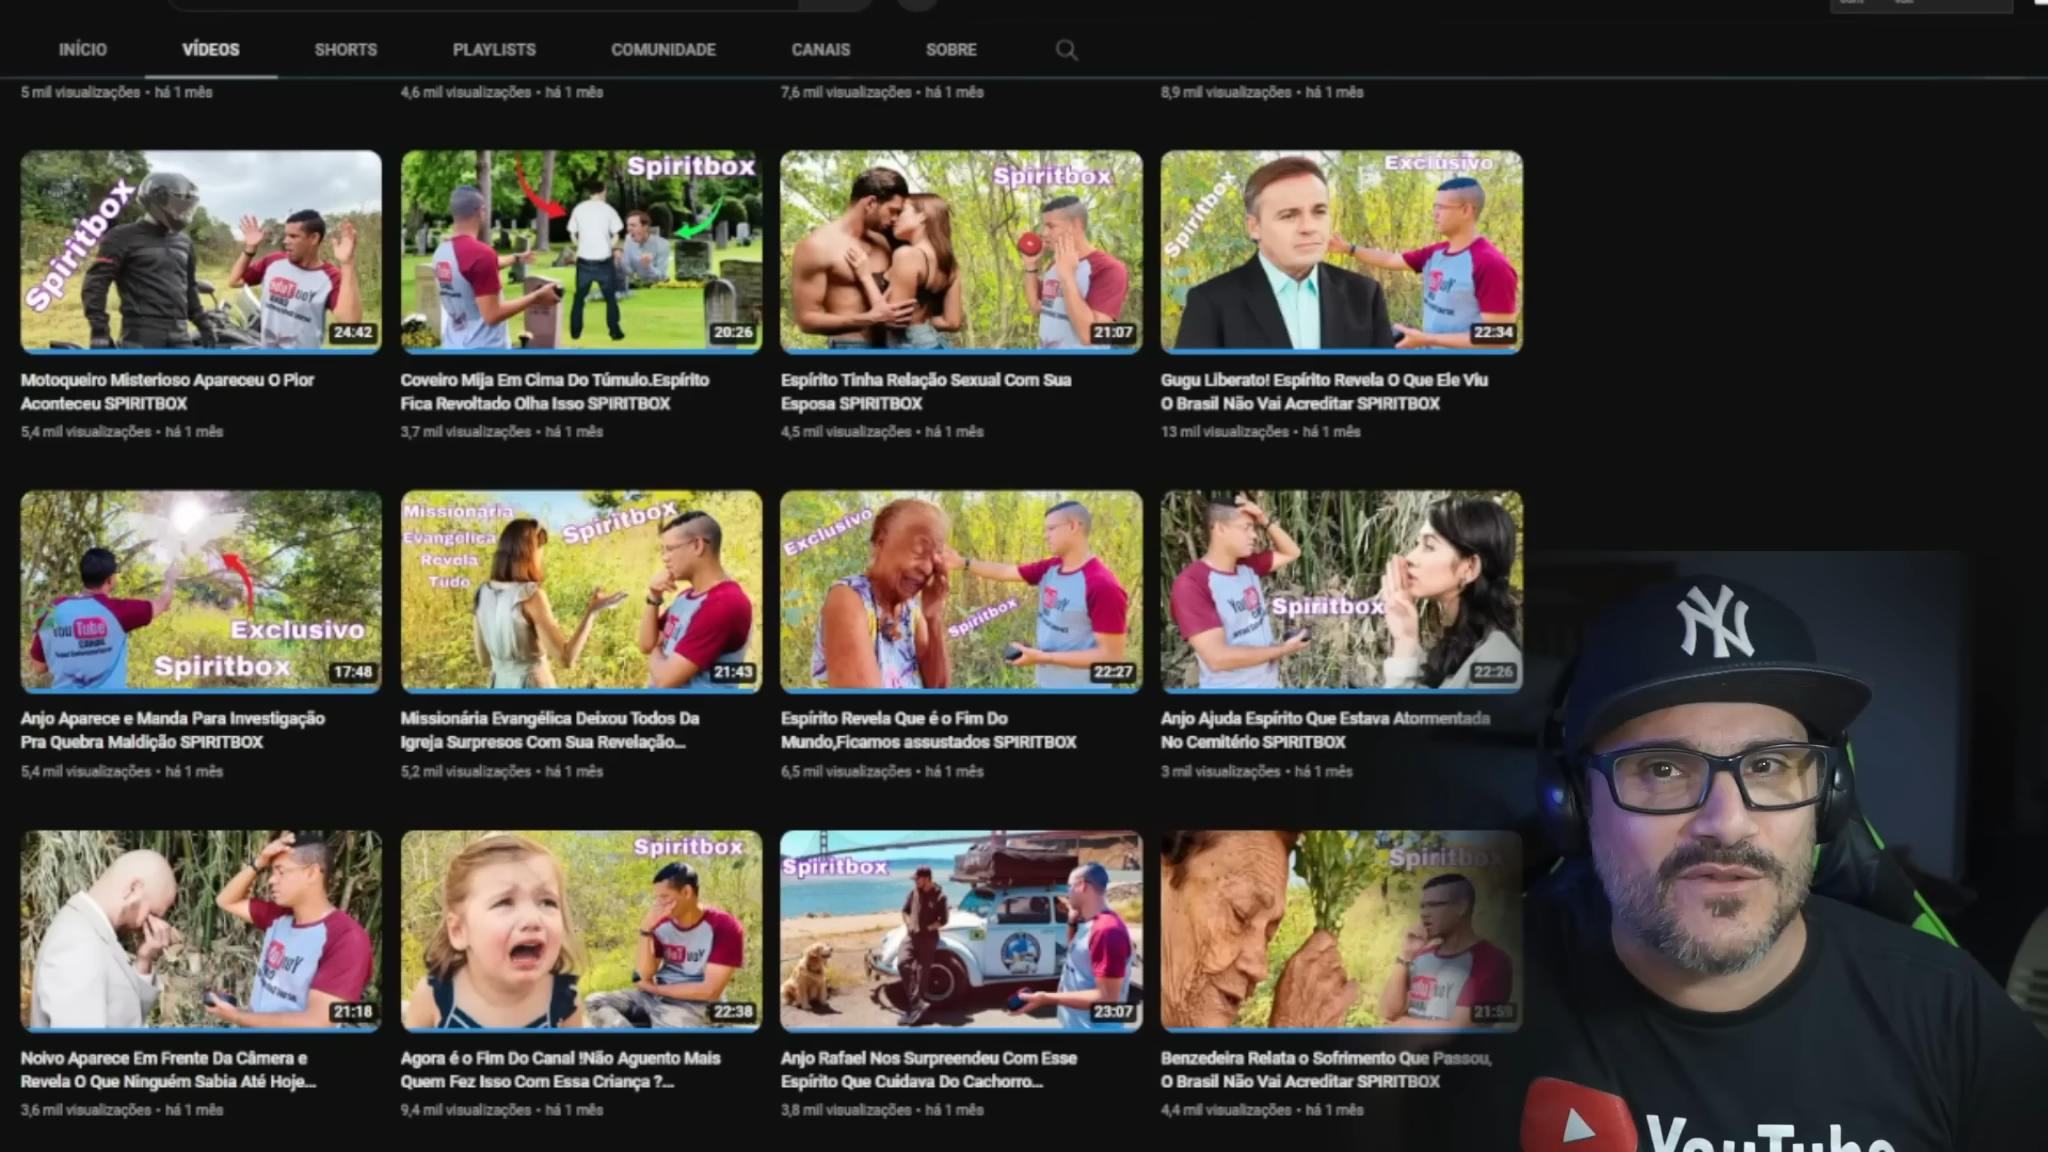 INÍCIO VÍDEOS SHORTS PLAYLISTS COMUNIDADE CANAIS SOBRE
5 mil visualizações • há 1 mês
4,6 mil visualizações • há 1 mês
7,6 mil visualizações • há 1 mês
8,9 mil visualizações • há 1 mês
Spiritbox
24:42
Spiritbox
20:26
Spiritbox
21:07
Spiritbox
Exclusivo
22:34
Motoqueiro Misterioso Apareceu O Pior
Aconteceu SPIRITBOX
5,4 mil visualizações • há 1 mês
Coveiro Mija Em Cima Do Túmulo.Espírito
Fica Revoltado Olha Isso SPIRITBOX
3,7 mil visualizações • há 1 mês
Espírito Tinha Relação Sexual Com Sua
Esposa SPIRITBOX
4,5 mil visualizações • há 1 mês
Gugu Liberato! Espírito Revela O Que Ele Viu
O Brasil Não Vai Acreditar SPIRITBOX
13 mil visualizações • há 1 mês
You Tube
CANAL
Exclusivo
Spiritbox
17:48
Missionária
Evangélica
Revela
Tudo
Spiritbox
21:43
Exclusivo
Spiritbox
22:27
Spiritbox
22:26
Anjo Aparece e Manda Para Investigação
Pra Quebra Maldição SPIRITBOX
5,4 mil visualizações • há 1 mês
Missionária Evangélica Deixou Todos Da
Igreja Surpresos Com Sua Revelação...
5,2 mil visualizações • há 1 mês
Espírito Revela Que é o Fim Do
Mundo,Ficamos assustados SPIRITBOX
6,5 mil visualizações • há 1 mês
Anjo Ajuda Espírito Que Estava Atormentada
No Cemitério SPIRITBOX
3 mil visualizações • há 1 mês
21:18
Spiritbox
22:38
Spiritbox
23:07
Spiritbox
21:59
Noivo Aparece Em Frente Da Câmera e
Revela O Que Ninguém Sabia Até Hoje...
3,6 mil visualizações • há 1 mês
Agora é o Fim Do Canal !Não Aguento Mais
Quem Fez Isso Com Essa Criança ?...
9,4 mil visualizações • há 1 mês
Anjo Rafael Nos Surpreendeu Com Esse
Espírito Que Cuidava Do Cachorro...
3,8 mil visualizações • há 1 mês
Benzedeira Relata o Sofrimento Que Passou,
O Brasil Não Vai Acreditar SPIRITBOX
4,4 mil visualizações • há 1 mês
NY
YouTube